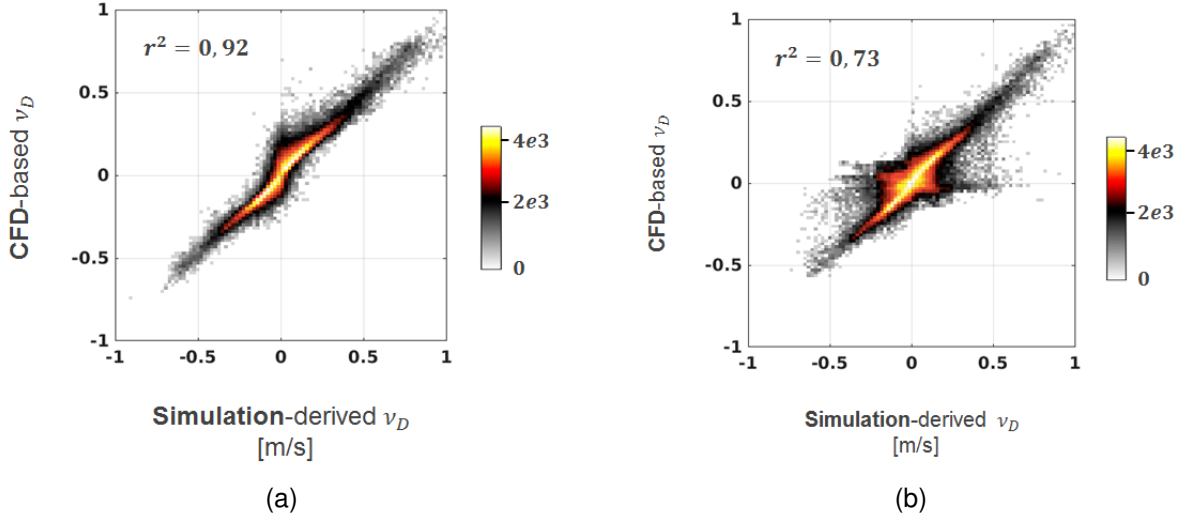 1
0.5
0
-0.5
-1
-1 -0.5 0 0.5 1
r² = 0,92
CFD-based ν_D
4e3
2e3
0
Simulation-derived ν_D
[m/s]
(a)
1
0.5
0
-0.5
-1
-1 -0.5 0 0.5 1
r² = 0,73
CFD-based ν_D
4e3
2e3
0
Simulation-derived ν_D
[m/s]
(b)